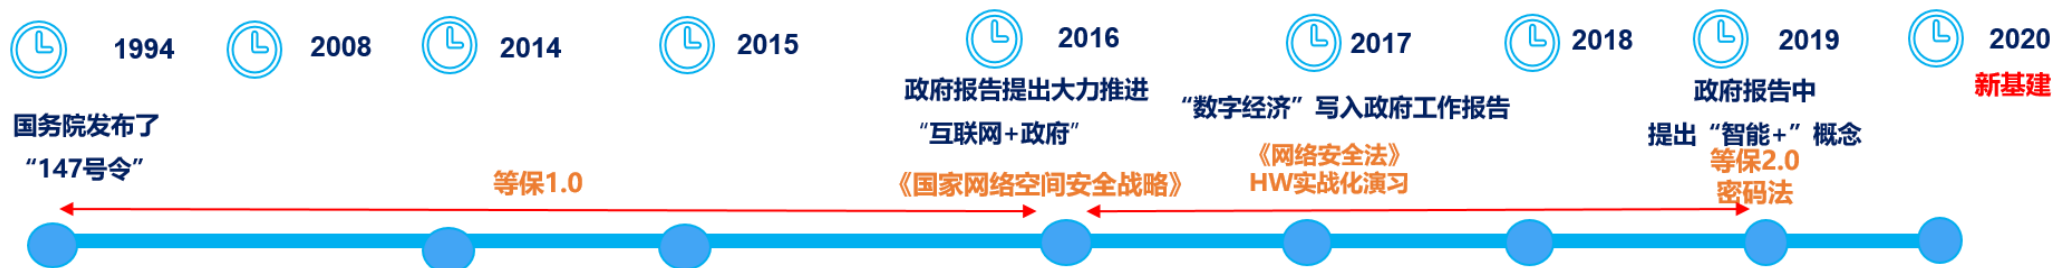 1994
国务院发布了
“147号令”
2008
2014
等保1.0
2015
2016
政府报告提出大力推进
“互联网+政府”
《国家网络空间安全战略》
2017
“数字经济”写入政府工作报告
《网络安全法》
HW实战化演习
2018
2019
政府报告中
提出“智能+”概念
等保2.0
密码法
2020
新基建